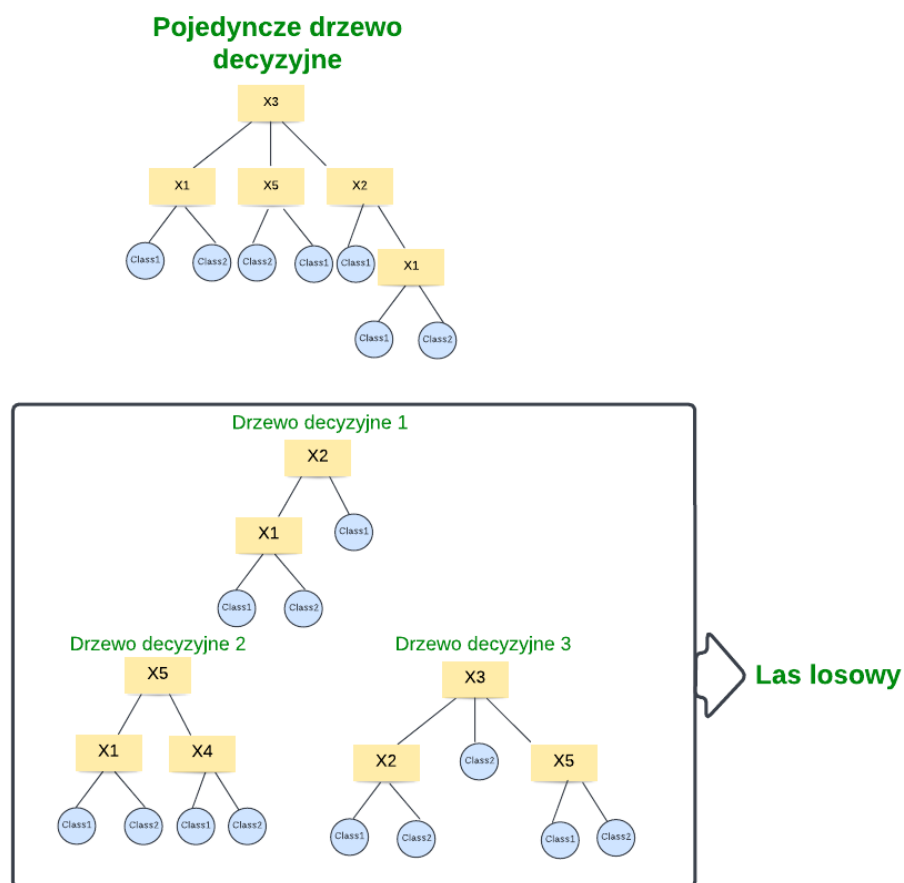 Pojedyncze drzewo
decyzyjne
X3
X1 X5 X2
Class1 Class2 Class2 Class1 Class1 X1
Class1 Class2
Drzewo decyzyjne 1
X2
X1 Class1
Class1 Class2
Drzewo decyzyjne 2 Drzewo decyzyjne 3
X5 X3
X1 X4 X2 Class2 X5
Class1 Class2 Class1 Class2 Class1 Class2 Class1 Class2
Las losowy